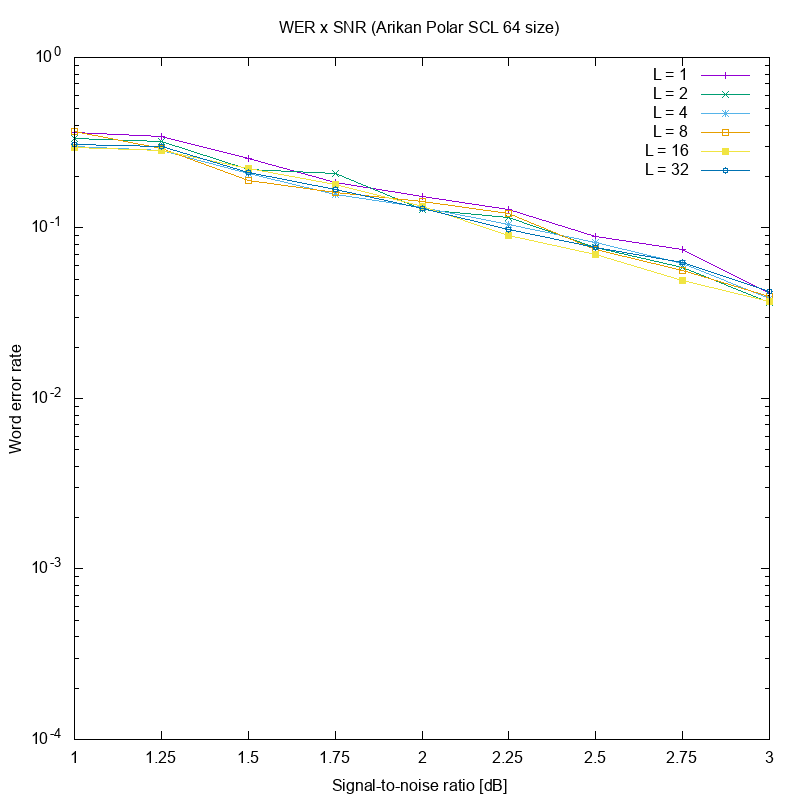 WER x SNR (Arikan Polar SCL 64 size)
10^0
10^-1
10^-2
10^-3
10^-4
Word error rate
L = 1
L = 2
L = 4
L = 8
L = 16
L = 32
1 1.25 1.5 1.75 2 2.25 2.5 2.75 3
Signal-to-noise ratio [dB]